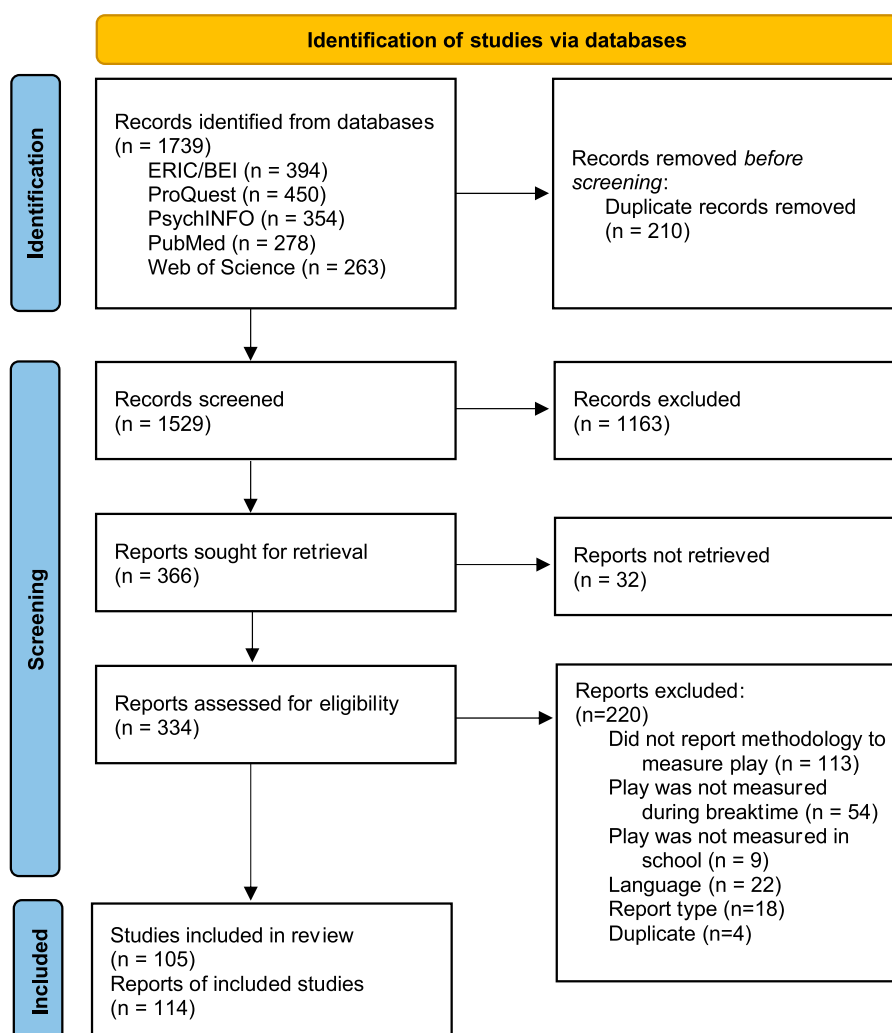 Identification of studies via databases
Identification
Records identified from databases
(n = 1739)
ERIC/BEI (n = 394)
ProQuest (n = 450)
PsychINFO (n = 354)
PubMed (n = 278)
Web of Science (n = 263)
Records removed before
screening:
Duplicate records removed
(n = 210)
Screening
Records screened
(n = 1529)
Records excluded
(n = 1163)
Reports sought for retrieval
(n = 366)
Reports not retrieved
(n = 32)
Reports assessed for eligibility
(n = 334)
Reports excluded:
(n=220)
Did not report methodology to
measure play (n = 113)
Play was not measured
during breaktime (n = 54)
Play was not measured in
school (n = 9)
Language (n = 22)
Report type (n=18)
Duplicate (n=4)
Included
Studies included in review
(n = 105)
Reports of included studies
(n = 114)